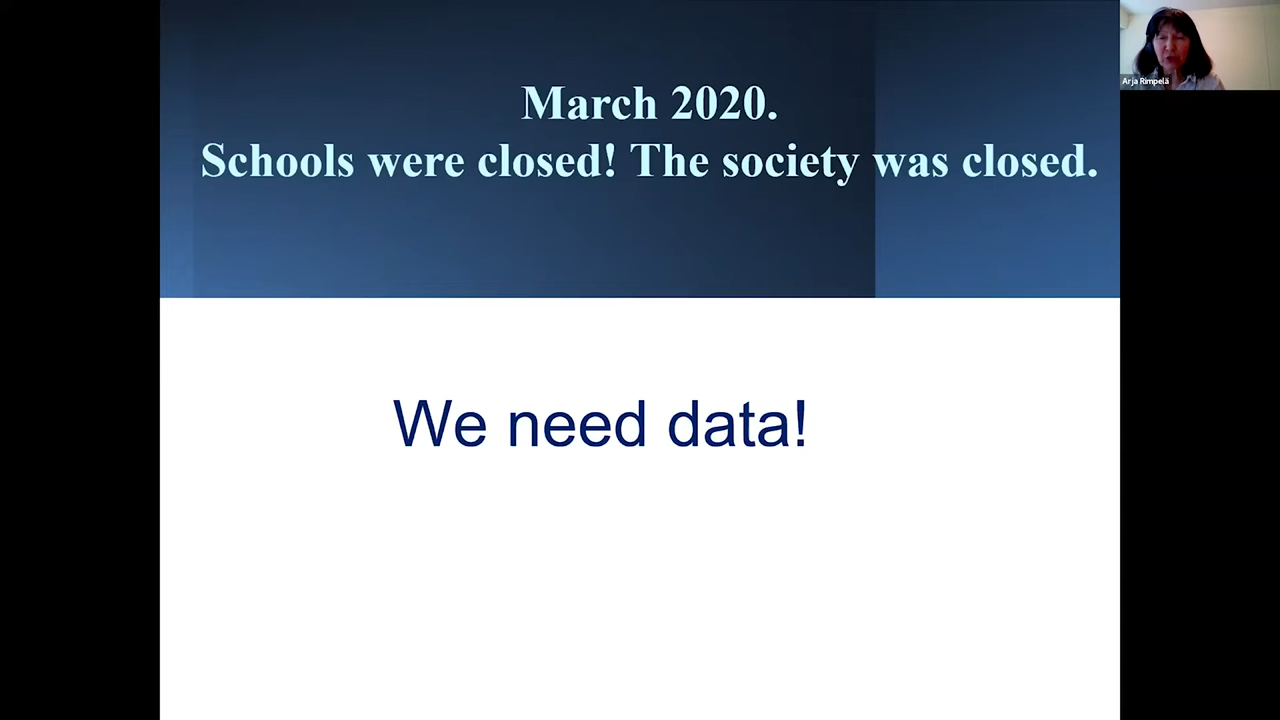 March 2020.
Schools were closed! The society was closed.
We need data!
Arja Rimpelä